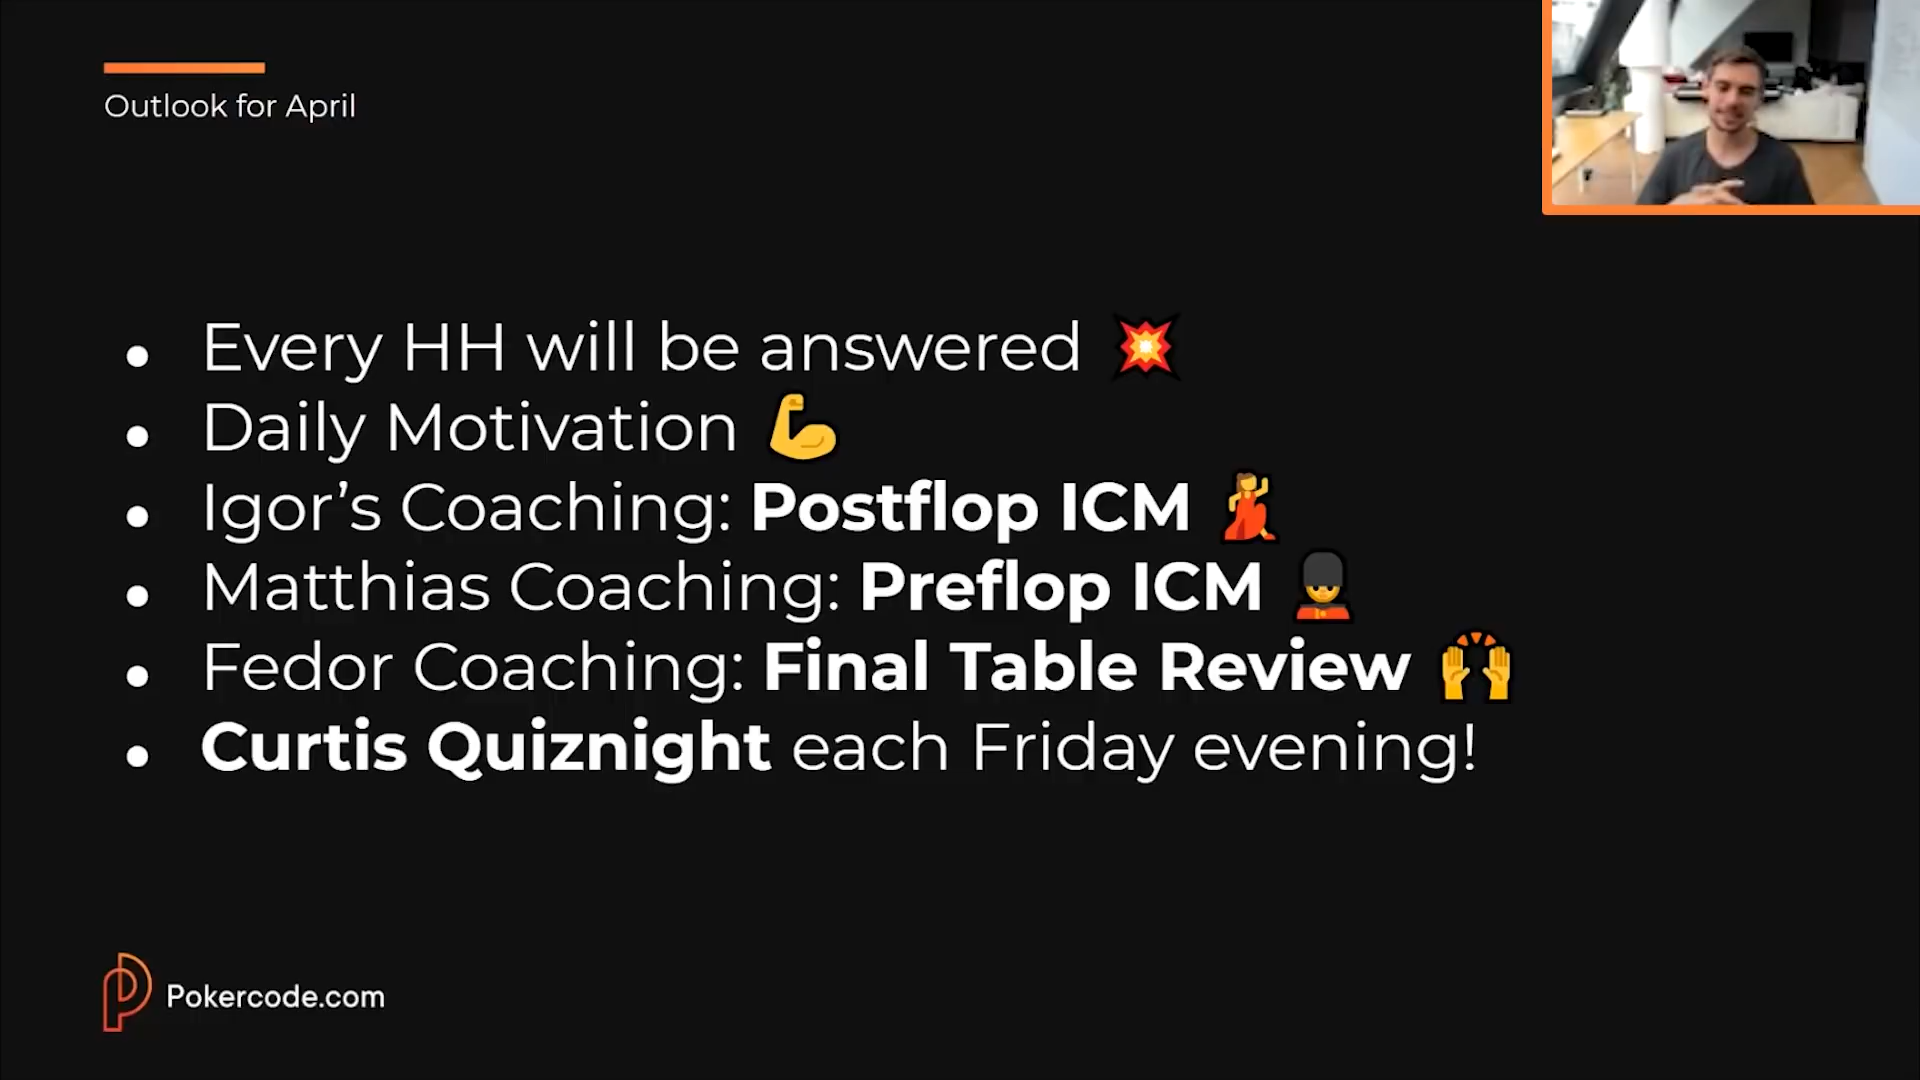 Outlook for April
• Every HH will be answered 💥
• Daily Motivation 💪
• Igor’s Coaching: Postflop ICM 💃
• Matthias Coaching: Preflop ICM 💂
• Fedor Coaching: Final Table Review 🙌
• Curtis Quiznight each Friday evening!
Pokercode.com